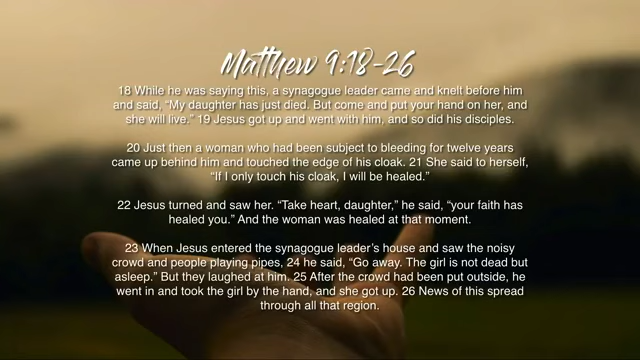 Matthew 9:18-26
18 While he was saying this, a synagogue leader came and knelt before him
and said, “My daughter has just died. But come and put your hand on her, and
she will live.” 19 Jesus got up and went with him, and so did his disciples.
20 Just then a woman who had been subject to bleeding for twelve years
came up behind him and touched the edge of his cloak. 21 She said to herself,
“If I only touch his cloak, I will be healed.”
22 Jesus turned and saw her. “Take heart, daughter,” he said, “your faith has
healed you.” And the woman was healed at that moment.
23 When Jesus entered the synagogue leader’s house and saw the noisy
crowd and people playing pipes, 24 he said, “Go away. The girl is not dead but
asleep.” But they laughed at him. 25 After the crowd had been put outside, he
went in and took the girl by the hand, and she got up. 26 News of this spread
through all that region.